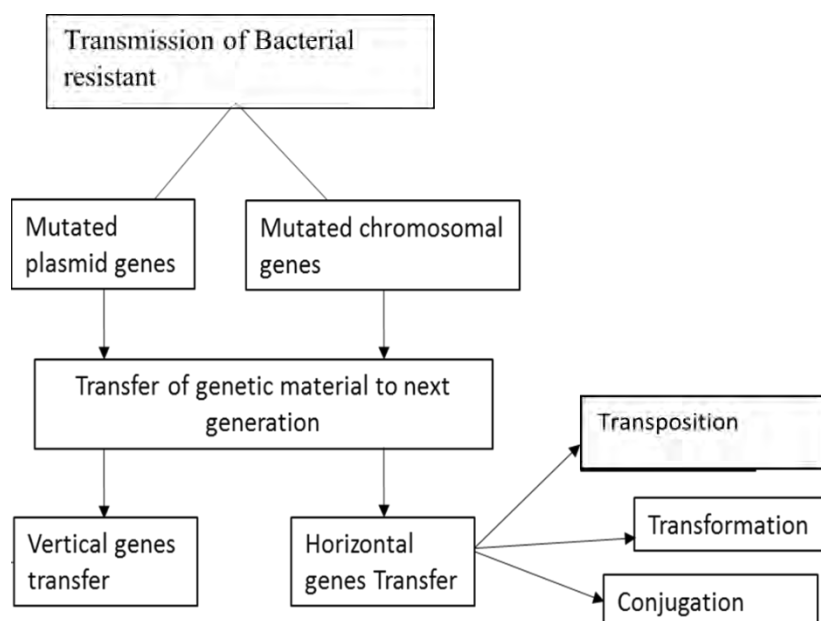 Transmission of Bacterial
resistant
Mutated
plasmid genes
Mutated chromosomal
genes
Transfer of genetic material to next
generation
Transposition
Transformation
Vertical genes
transfer
Horizontal
genes Transfer
Conjugation